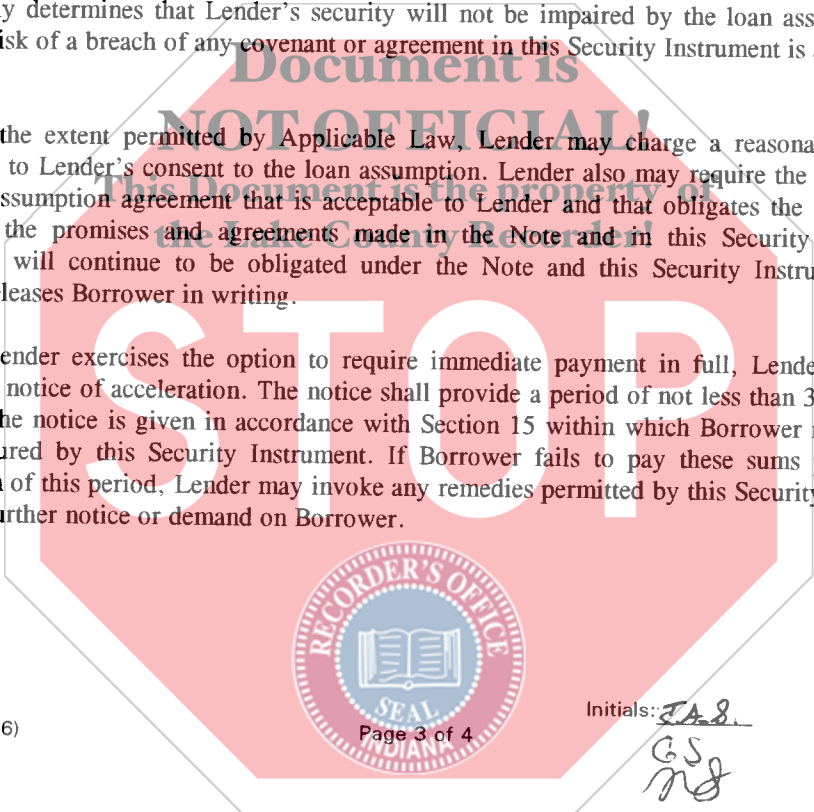 y determines that Lender's security will not be impaired by the loan ass
isk of a breach of any covenant or agreement in this Security Instrument is
Document is
NOT OFFICIAL!
the extent permitted by Applicable Law, Lender may charge a reasona
to Lender's consent to the loan assumption. Lender also may require the
This Document is the property of
ssumption agreement that is acceptable to Lender and that obligates the
the promises and agreements made in the Note and in this Security
the Lake County Recorder!
will continue to be obligated under the Note and this Security Instru
leases Borrower in writing.
STOP
ender exercises the option to require immediate payment in full, Lende
notice of acceleration. The notice shall provide a period of not less than 3
he notice is given in accordance with Section 15 within which Borrower
ured by this Security Instrument. If Borrower fails to pay these sums
of this period, Lender may invoke any remedies permitted by this Security
urther notice or demand on Borrower.
RECORDER'S OFFICE
SEAL
INDIANA
Initials: J.A.S.
GS
6)
Page 3 of 4